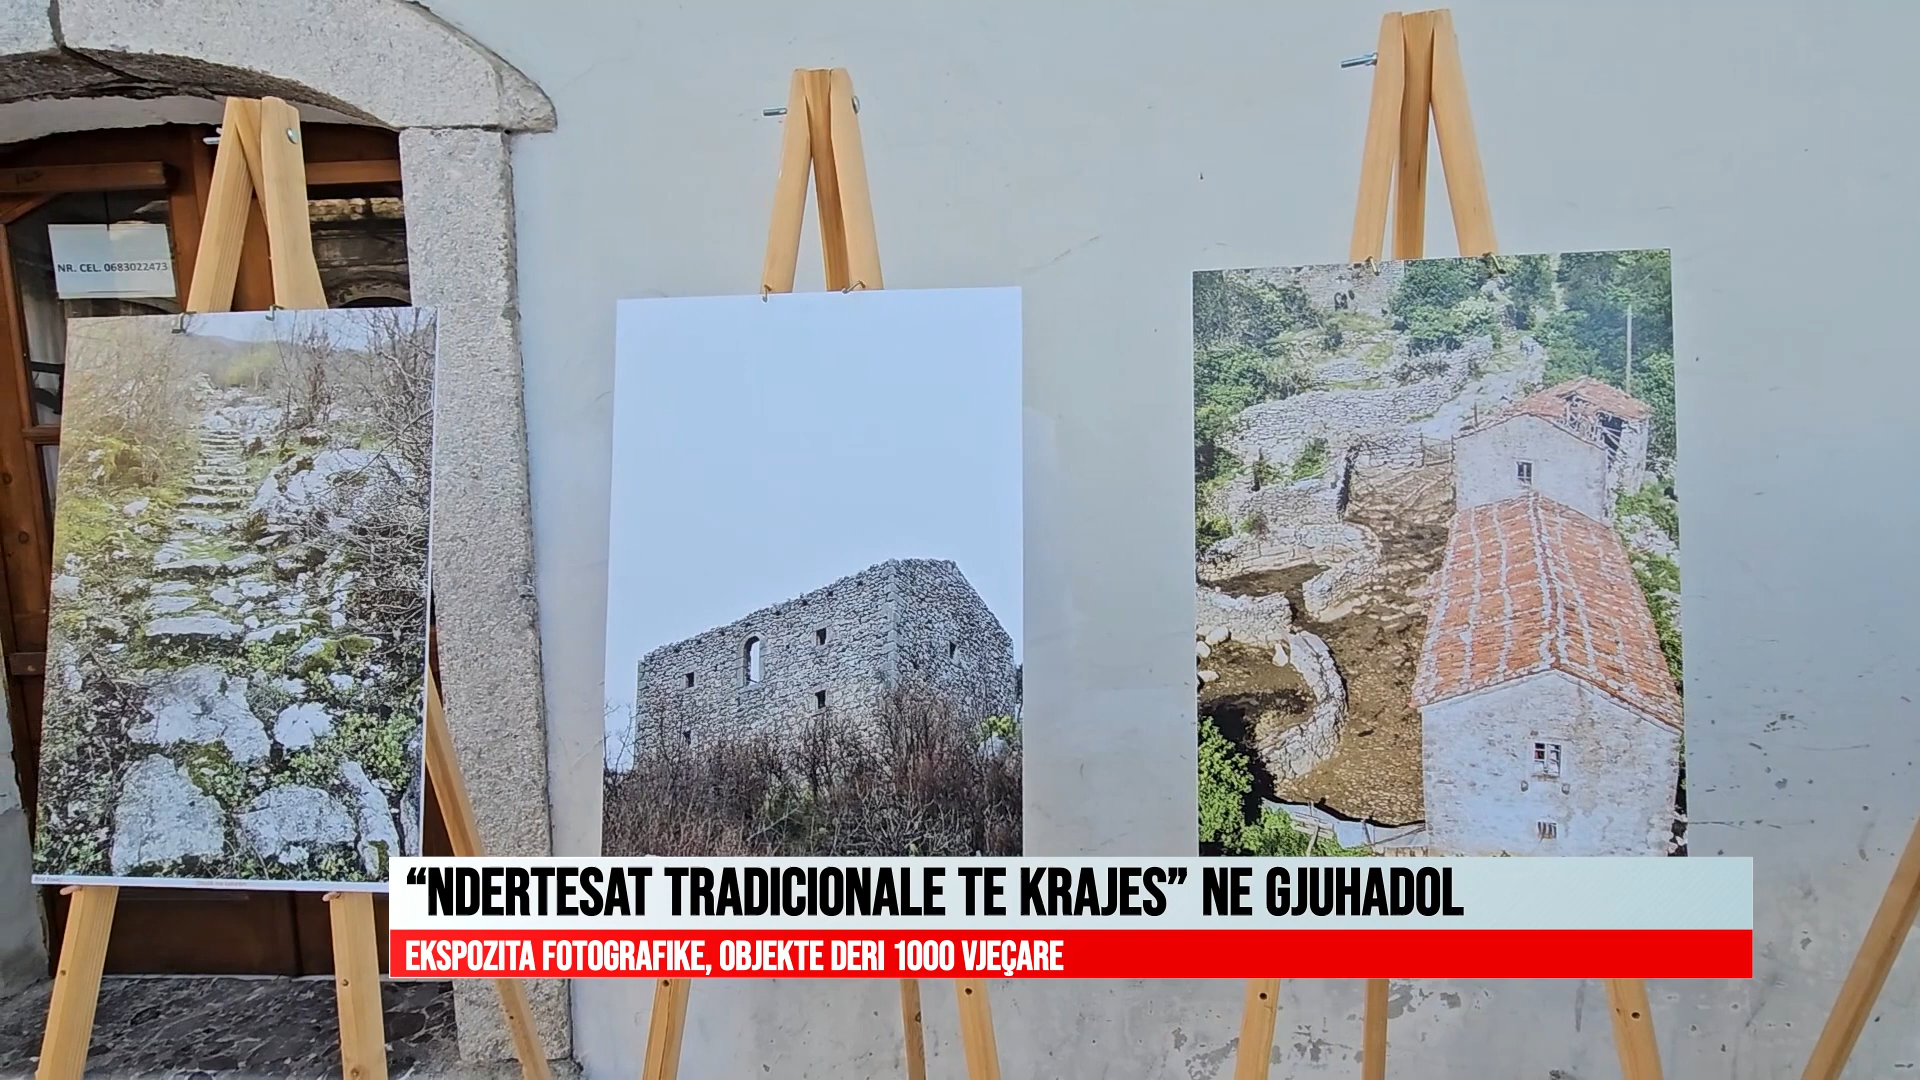 NR. CEL. 0683022473
“NDERTESAT TRADICIONALE TE KRAJES” NE GJUHADOL
EKSPOZITA FOTOGRAFIKE, OBJEKTE DERI 1000 VJEÇARE